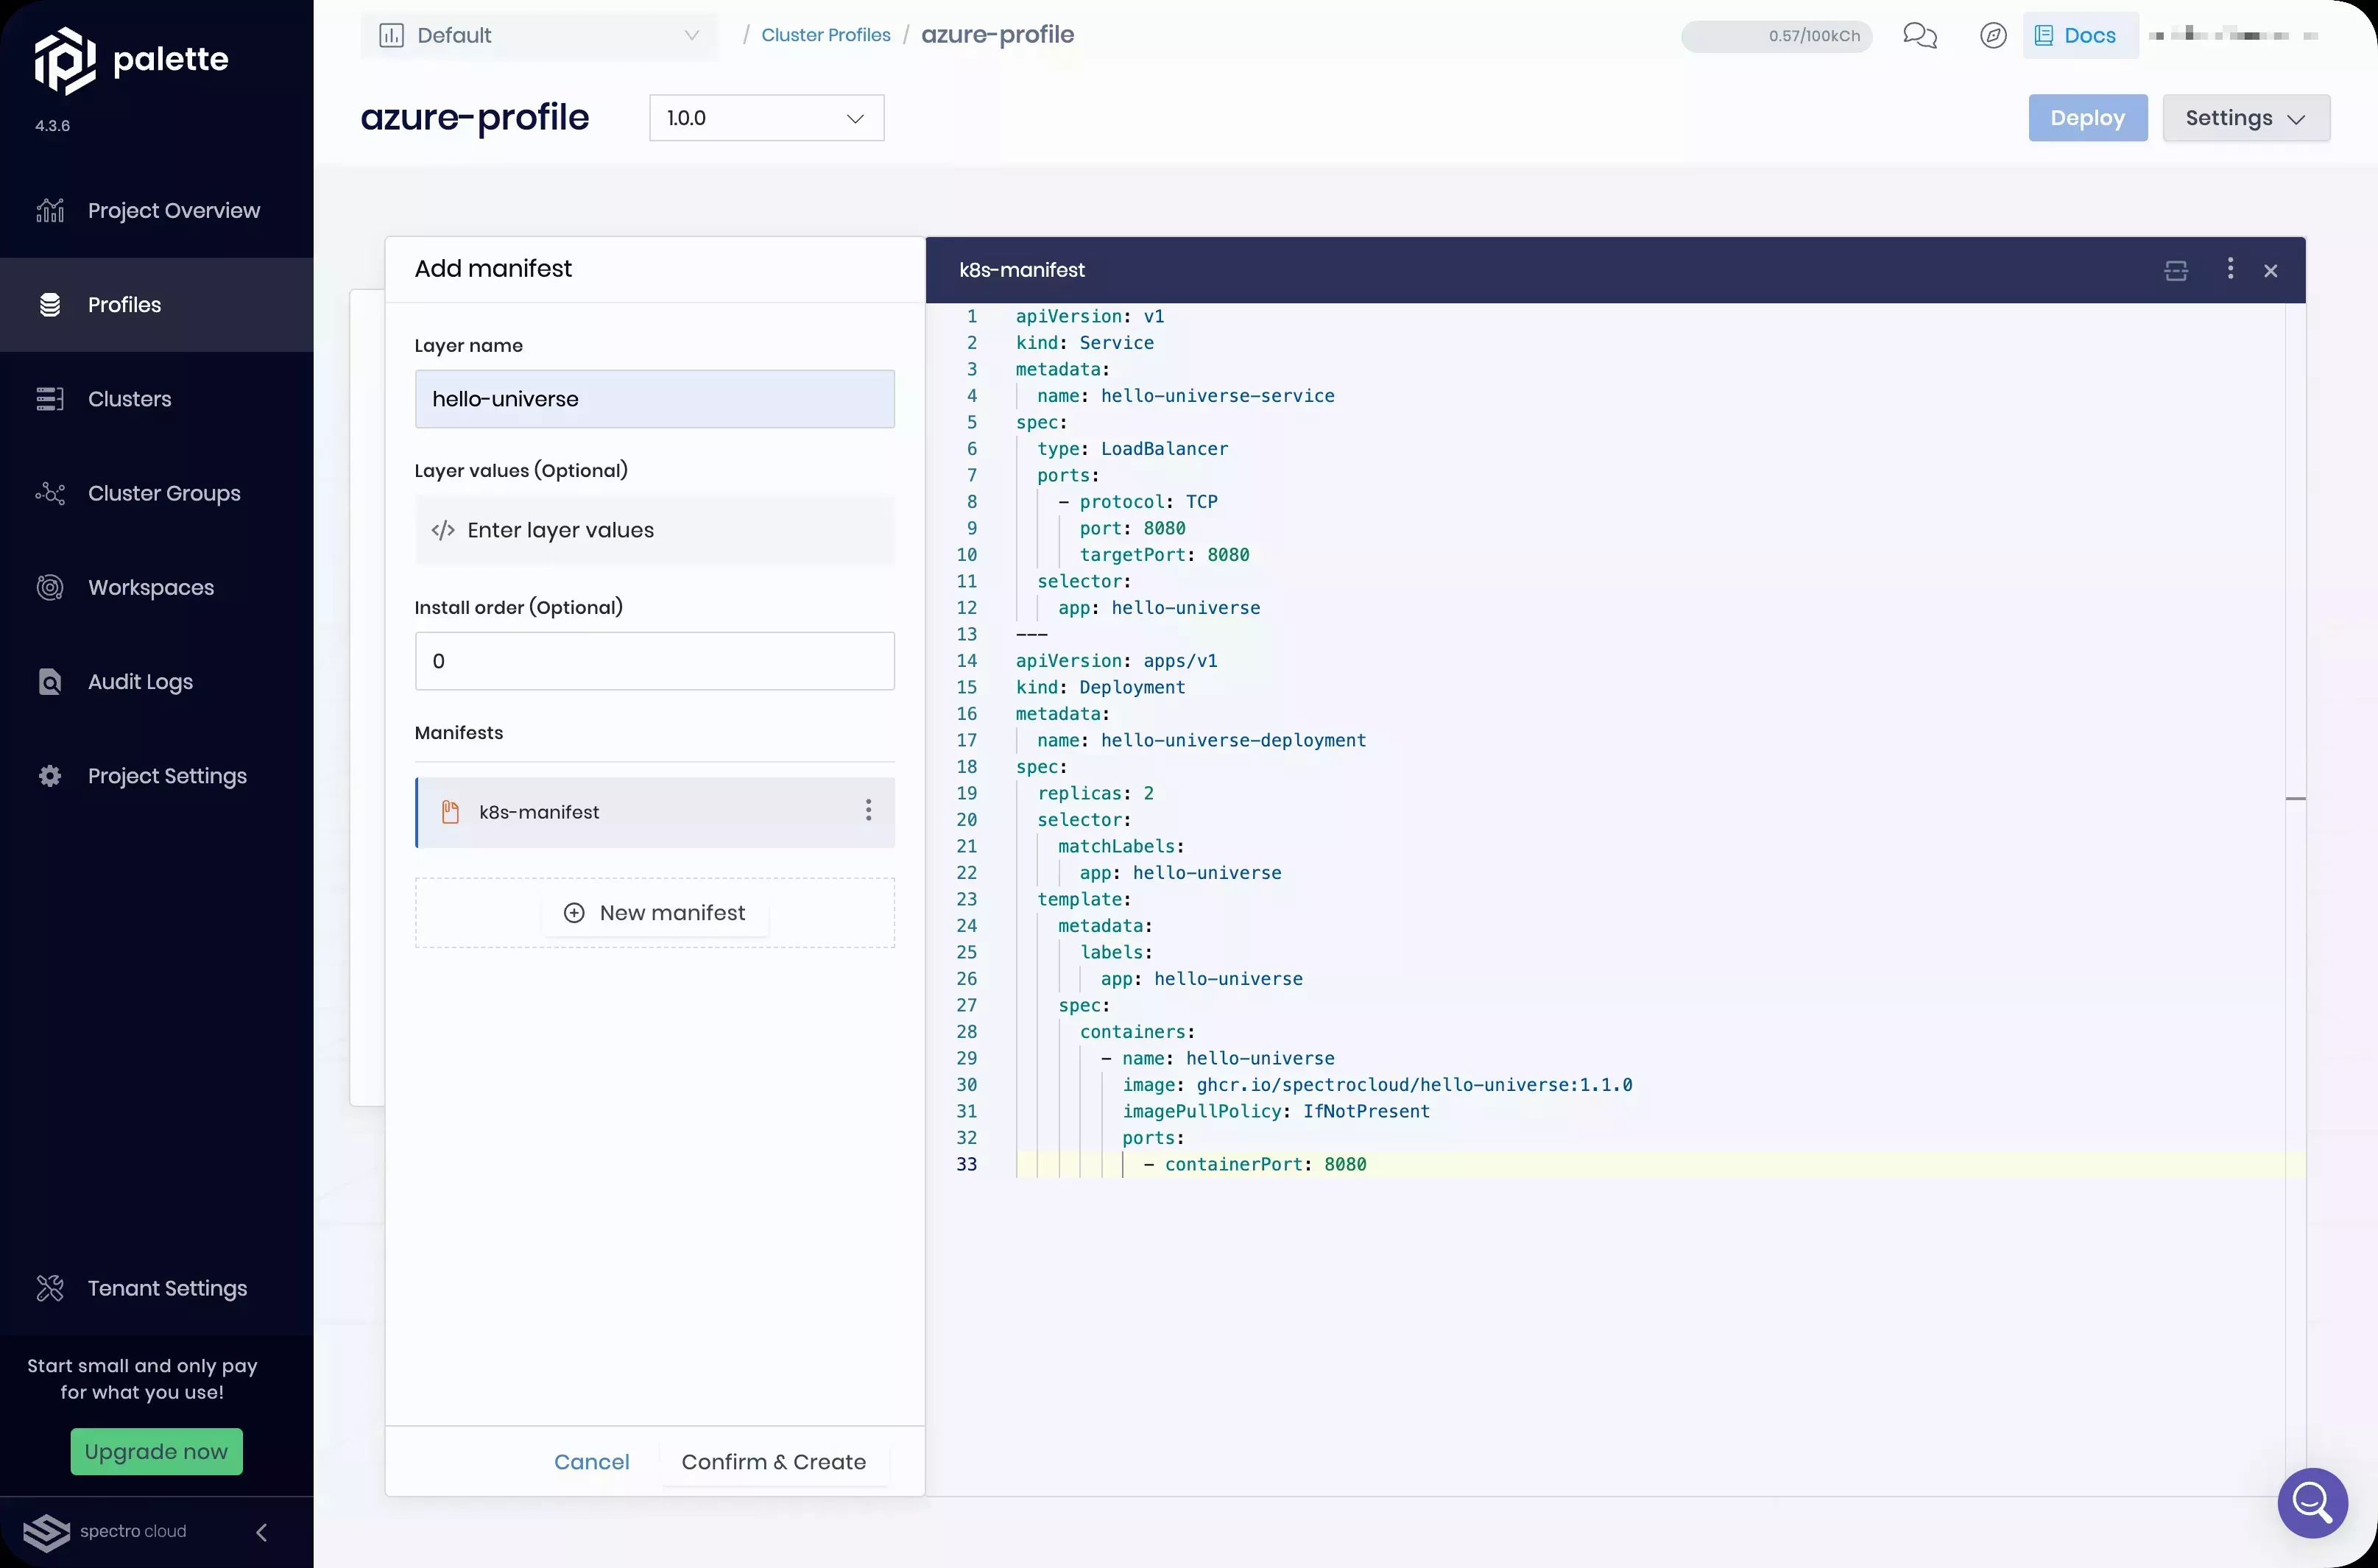 palette
4.3.6
Project Overview
Profiles
Clusters
Cluster Groups
Workspaces
Audit Logs
Project Settings
Tenant Settings
Start small and only pay
for what you use!
Upgrade now
spectro cloud
Default
/ Cluster Profiles / azure-profile
0.57/100kCh
Docs
azure-profile
1.0.0
Deploy
Settings
Add manifest
Layer name
hello-universe
Layer values (Optional)
</> Enter layer values
Install order (Optional)
0
Manifests
k8s-manifest
New manifest
Cancel
Confirm & Create
k8s-manifest
1 apiVersion: v1
2 kind: Service
3 metadata:
4   name: hello-universe-service
5 spec:
6   type: LoadBalancer
7   ports:
8     - protocol: TCP
9       port: 8080
10       targetPort: 8080
11   selector:
12     app: hello-universe
13 ---
14 apiVersion: apps/v1
15 kind: Deployment
16 metadata:
17   name: hello-universe-deployment
18 spec:
19   replicas: 2
20   selector:
21     matchLabels:
22       app: hello-universe
23   template:
24     metadata:
25       labels:
26         app: hello-universe
27     spec:
28       containers:
29         - name: hello-universe
30           image: ghcr.io/spectrocloud/hello-universe:1.1.0
31           imagePullPolicy: IfNotPresent
32           ports:
33             - containerPort: 8080